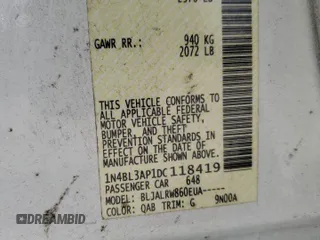 GAWR RR.: 940 KG
2072 LB
THIS VEHICLE CONFORMS TO
ALL APPLICABLE FEDERAL
MOTOR VEHICLE SAFETY,
BUMPER, AND THEFT
PREVENTION STANDARDS IN
EFFECT ON THE DATE OF
MANUFACTURE SHOWN ABOVE.
1N4BL3AP1DC118419
PASSENGER CAR 648
MODEL: BLJALRW860EUA-----
COLOR: QAB TRIM: G 9N00A